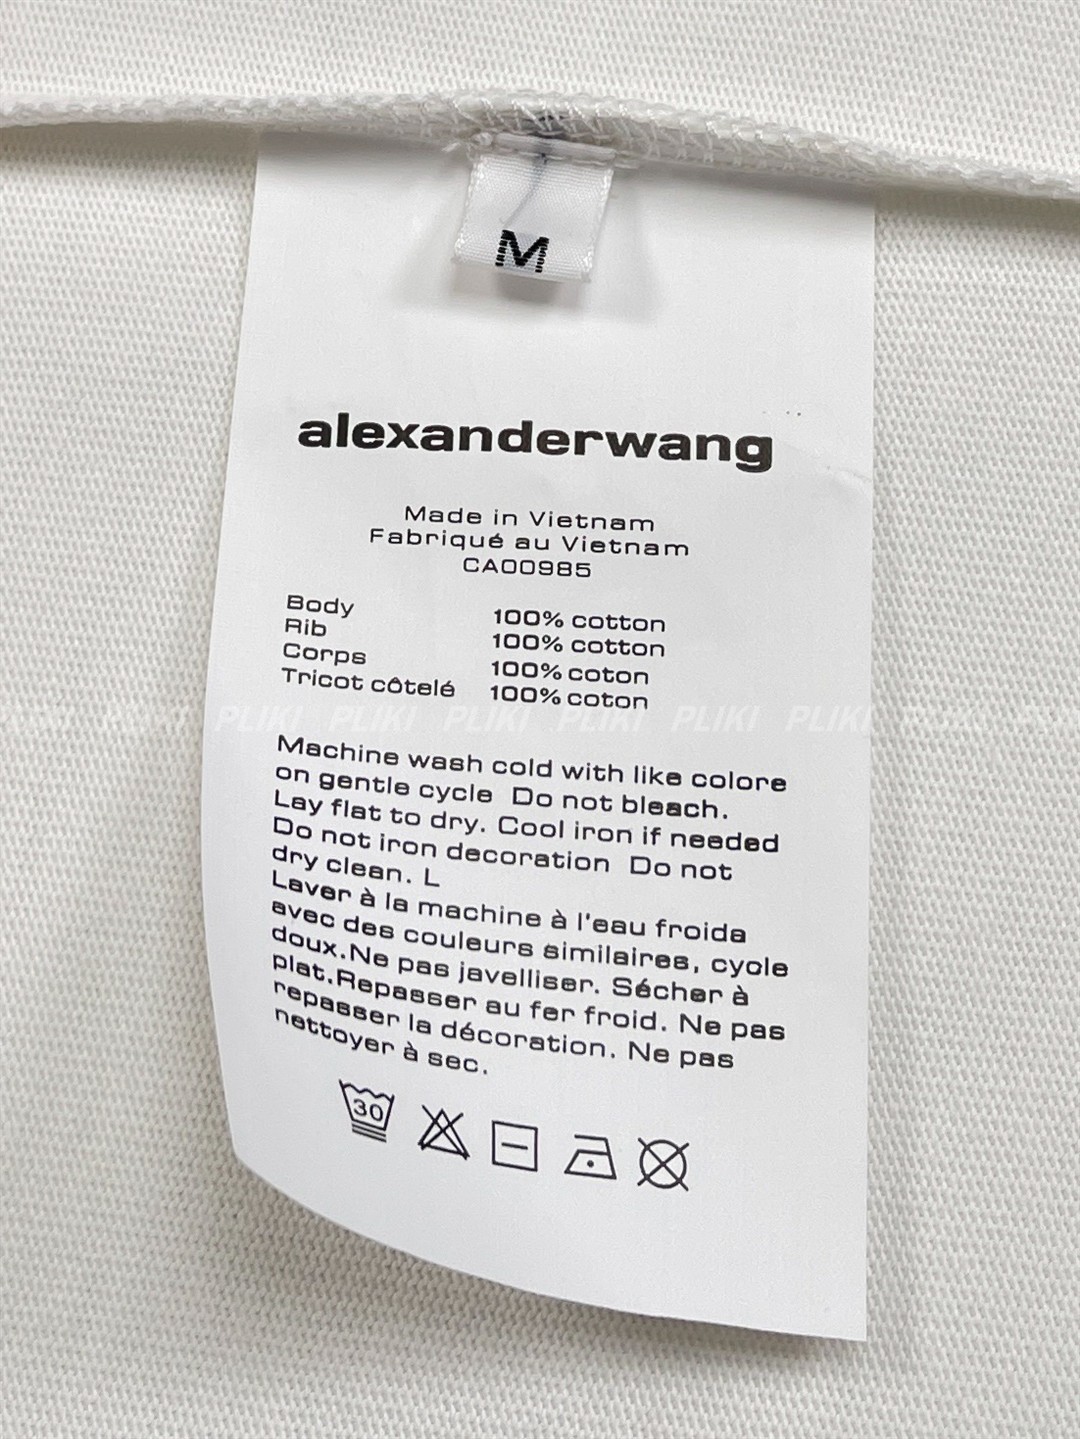 M
alexanderwang
Made in Vietnam
Fabriqué au Vietnam
CA00985
Body 100% cotton
Rib 100% cotton
Corps 100% coton
Tricot côtelé 100% coton
PLIKI PLIKI PLIKI PLIKI PLIKI PLIKI PLIKI PLIKI
Machine wash cold with like colore
on gentle cycle Do not bleach.
Lay flat to dry. Cool iron if needed
Do not iron decoration Do not
dry clean. L
Laver à la machine à l'eau froida
avec des couleurs similaires, cycle
doux.Ne pas javelliser. Sécher à
plat.Repasser au fer froid. Ne pas
repasser la décoration. Ne pas
nettoyer à sec.
30